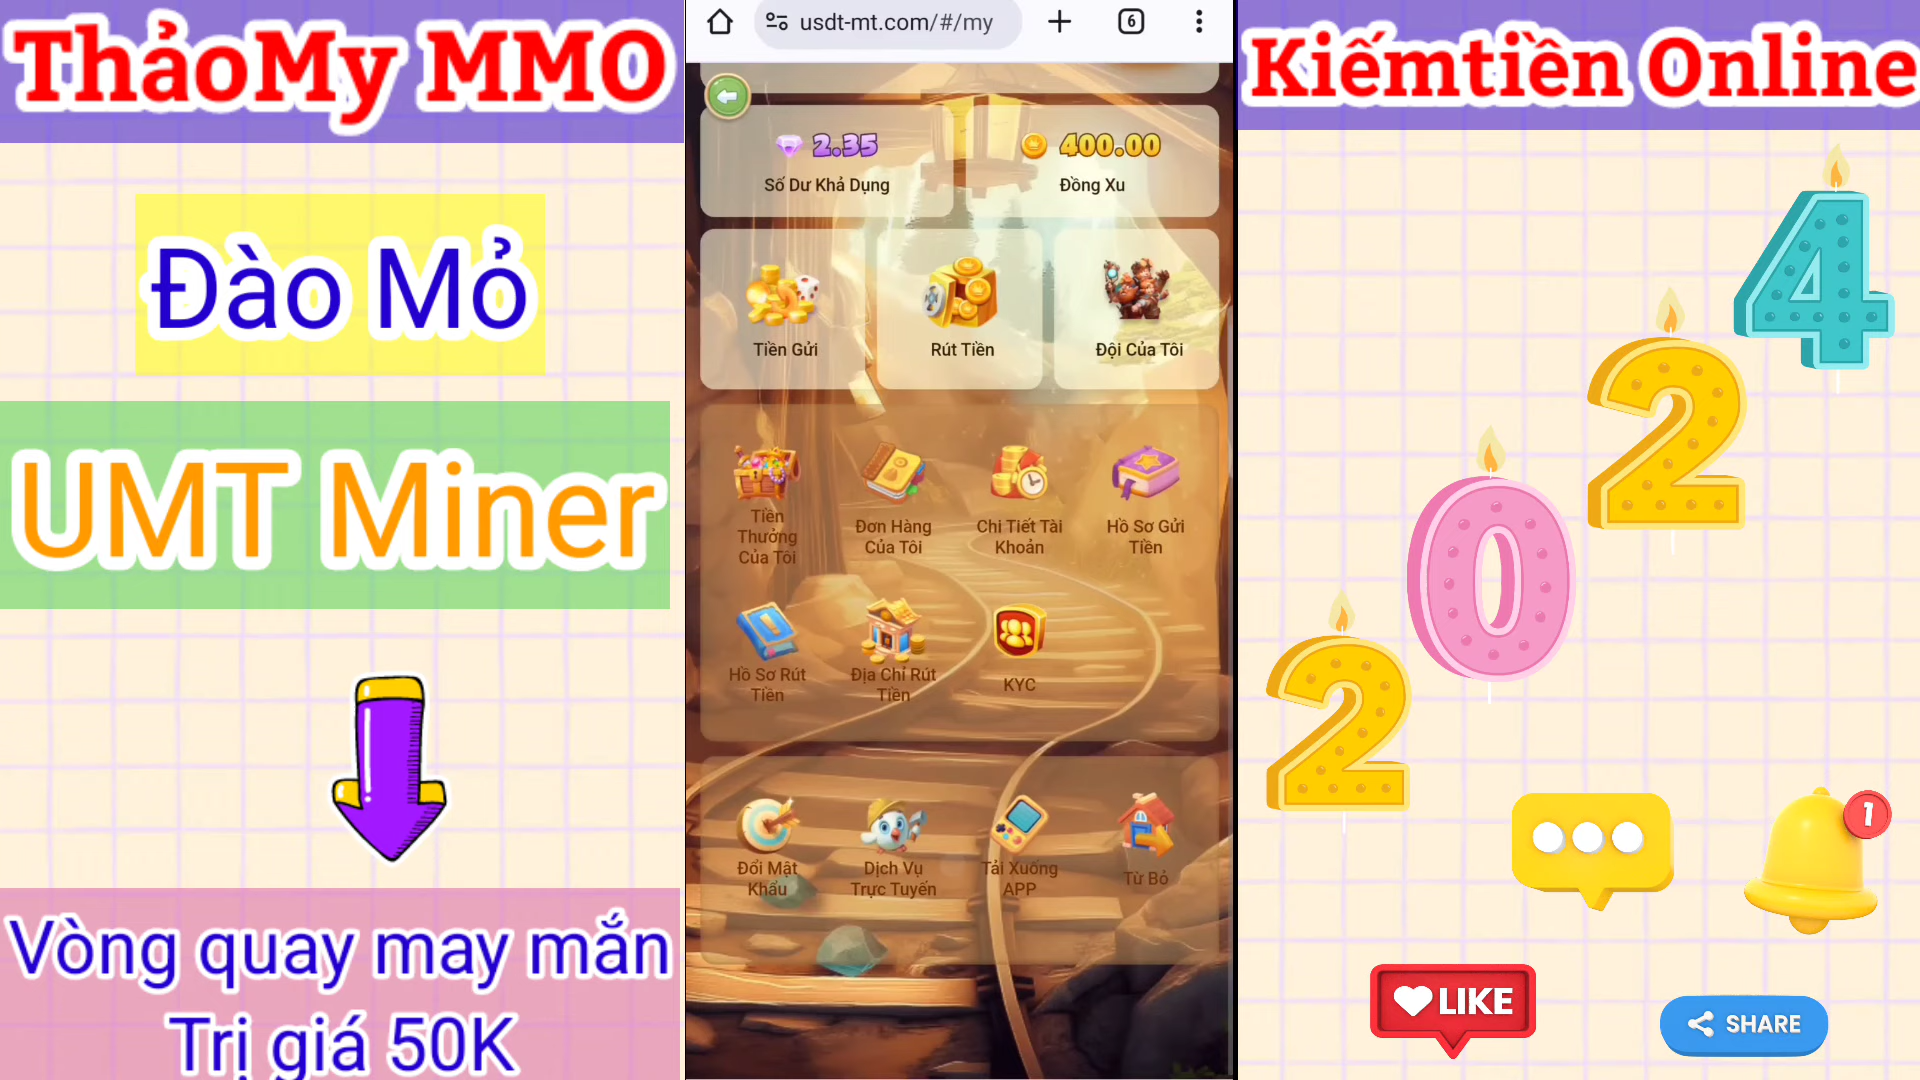 ThảoMy MMO
Đào Mỏ
UMT Miner
Vòng quay may mắn
Trị giá 50K
usdt-mt.com/#/my
6
2.35
400.00
Số Dư Khả Dụng
Đồng Xu
Tiền Gửi
Rút Tiền
Đội Của Tôi
Tiền
Thưởng
Của Tôi
Đơn Hàng
Của Tôi
Chi Tiết Tài
Khoản
Hồ Sơ Gửi
Tiền
Hồ Sơ Rút
Tiền
Địa Chỉ Rút
Tiền
KYC
Đổi Mật
Khẩu
Dịch Vụ
Trực Tuyến
Tải Xuống
APP
Từ Bỏ
Kiếmtiền Online
2
0
2
4
1
LIKE
SHARE